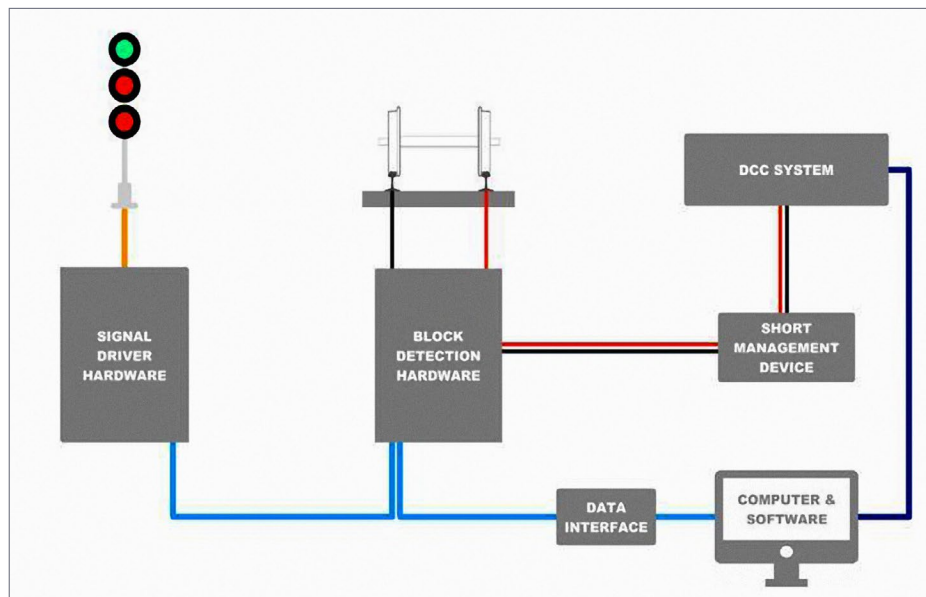 DCC SYSTEM
SIGNAL
DRIVER
HARDWARE
BLOCK
DETECTION
HARDWARE
SHORT
MANAGEMENT
DEVICE
DATA
INTERFACE
COMPUTER &
SOFTWARE